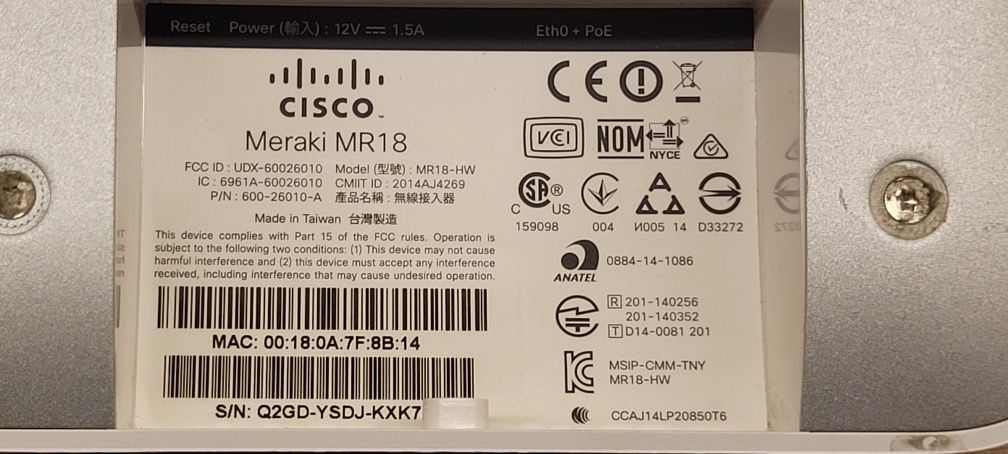 Reset Power (輸入) : 12V ⎓ 1.5A Eth0 + PoE
CISCO™
Meraki MR18
FCC ID : UDX-60026010 Model (型號) : MR18-HW
IC : 6961A-60026010 CMIIT ID : 2014AJ4269
P/N : 600-26010-A 產品名稱 : 無線接入器
Made in Taiwan 台灣製造
This device complies with Part 15 of the FCC rules. Operation is
subject to the following two conditions: (1) This device may not cause
harmful interference and (2) this device must accept any interference
received, including interference that may cause undesired operation.
MAC: 00:18:0A:7F:8B:14
S/N: Q2GD-YSDJ-KXK7
CE
VCI NOM NYCE
C SA ® US
159098 004 И005 14 D33272
ANATEL 0884-14-1086
R 201-140256
201-140352
T D14-0081 201
MSIP-CMM-TNY
MR18-HW
CCAJ14LP20850T6